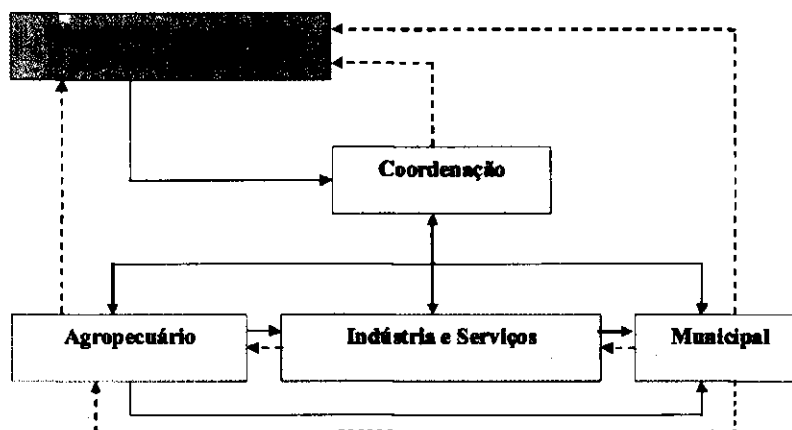 Coordenação
Agropecuário
Indústria e Serviços
Municipal